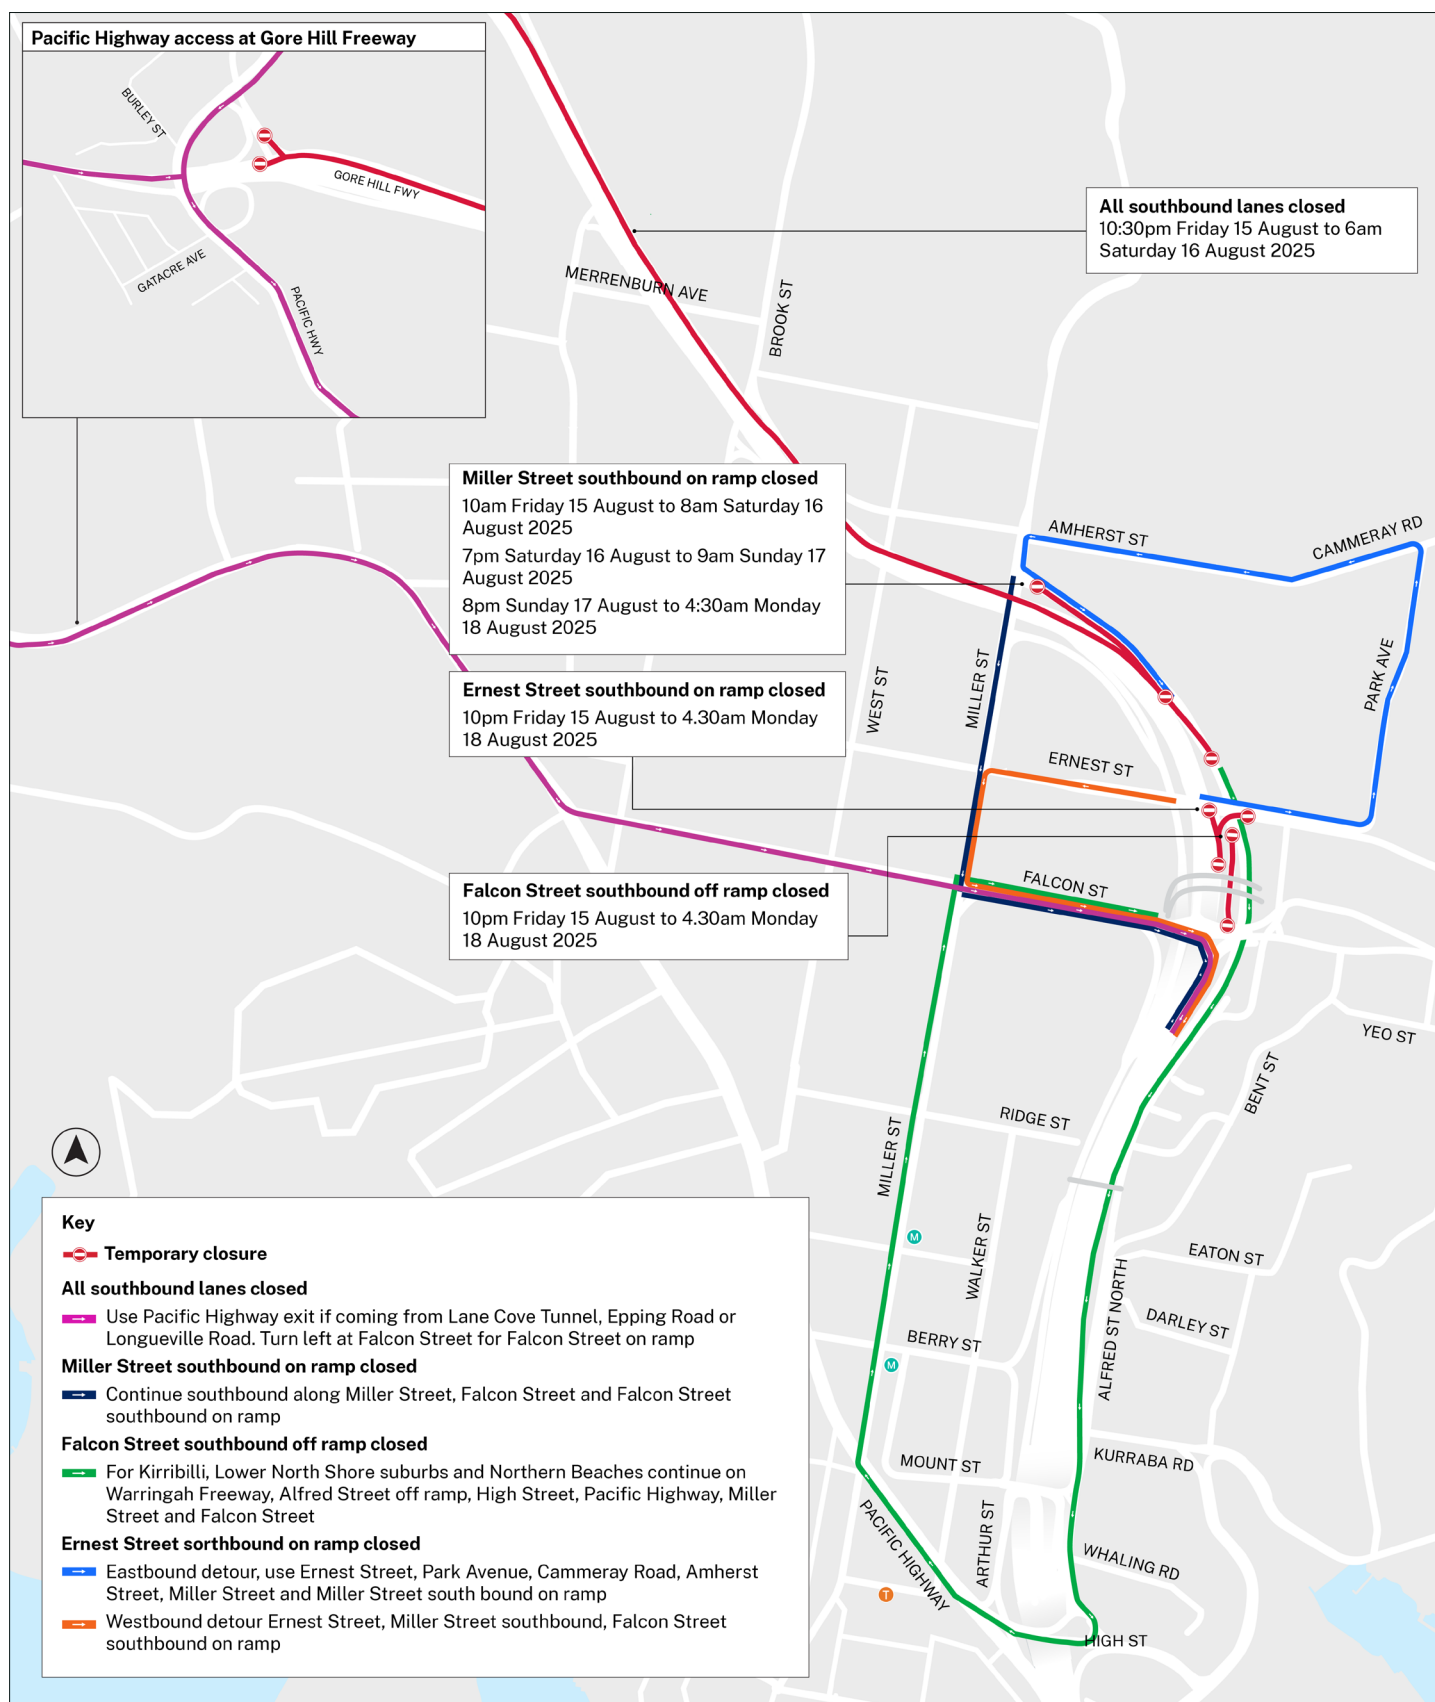 Pacific Highway access at Gore Hill Freeway
BURLEY ST
GORE HILL FWY
GATACRE AVE
PACIFIC HWY
All southbound lanes closed
10:30pm Friday 15 August to 6am
Saturday 16 August 2025
MERRENBURN AVE
BROOK ST
Miller Street southbound on ramp closed
10am Friday 15 August to 8am Saturday 16
August 2025
7pm Saturday 16 August to 9am Sunday 17
August 2025
8pm Sunday 17 August to 4:30am Monday
18 August 2025
AMHERST ST
CAMMERAY RD
PARK AVE
WEST ST
MILLER ST
Ernest Street southbound on ramp closed
10pm Friday 15 August to 4.30am Monday
18 August 2025
ERNEST ST
Falcon Street southbound off ramp closed
10pm Friday 15 August to 4.30am Monday
18 August 2025
FALCON ST
YEO ST
BENT ST
RIDGE ST
MILLER ST
WALKER ST
M
EATON ST
ALFRED ST NORTH
DARLEY ST
BERRY ST
M
MOUNT ST
KURRABA RD
PACIFIC HIGHWAY
ARTHUR ST
WHALING RD
T
HIGH ST
Key
Temporary closure
All southbound lanes closed
Use Pacific Highway exit if coming from Lane Cove Tunnel, Epping Road or
Longueville Road. Turn left at Falcon Street for Falcon Street on ramp
Miller Street southbound on ramp closed
Continue southbound along Miller Street, Falcon Street and Falcon Street
southbound on ramp
Falcon Street southbound off ramp closed
For Kirribilli, Lower North Shore suburbs and Northern Beaches continue on
Warringah Freeway, Alfred Street off ramp, High Street, Pacific Highway, Miller
Street and Falcon Street
Ernest Street sorthbound on ramp closed
Eastbound detour, use Ernest Street, Park Avenue, Cammeray Road, Amherst
Street, Miller Street and Miller Street south bound on ramp
Westbound detour Ernest Street, Miller Street southbound, Falcon Street
southbound on ramp